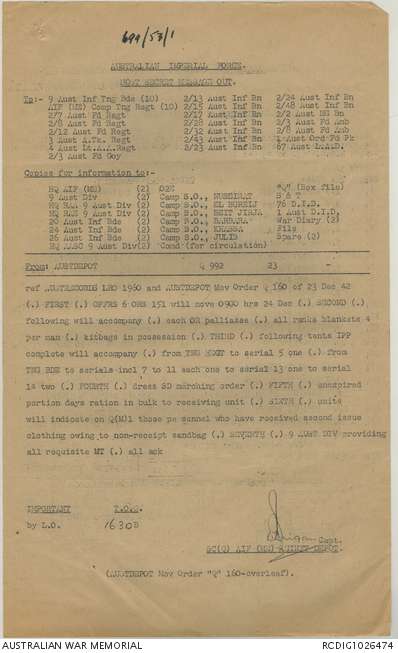 699/53/1
AUSTRALIAN IMPERIAL FORCE.
MOST SECRET MESSAGE OUT.
To:- 9 Aust Inf Tng Bde (10) 2/13 Aust Inf Bn 2/24 Aust Inf Bn
AIF (MS) Comp Tng Regt (10) 2/15 Aust Inf Bn 2/48 Aust Inf Bn
2/7 Aust Fd Regt 2/17 Aust Inf Bn 2/2 Aust MG Bn
2/8 Aust Fd Regt 2/28 Aust Inf Bn 2/3 Aust Fd Amb
2/12 Aust Fd Regt 2/32 Aust Inf Bn 2/8 Aust Fd Amb
3 Aust A.Tk. Regt 2/43 Aust Inf Bn 1 Aust Ord Fd Pk
4 Aust Lt.A.A.Regt 2/23 Aust Inf Bn 67 Aust L.A.D.
2/3 Aust Fd Coy
Copies for information to:-
HQ AIF (MS) (2) "Q" (Box file)
9 Aust Div (2) Camp S.O., NUSEIRAT S & T
HQ RAA 9 Aust Div(2) Camp S.O., EL BUREIJ 76 D.I.D.
HQ RAE 9 Aust Div(2) Camp S.O., BEIT JIRJA 1 Aust D.I.D.
20 Aust Inf Bde (2) Camp S.O., BARBARA War Diary (2)
24 Aust Inf Bde (2) Camp S.O., KHASSA File
26 Aust Inf Bde (2) Camp S.O., JULIS Spare (2)
HQ AASC 9 Aust Div(2) Comd (for circulation)
From: AUSTDEPOT Q 992 23 -
ref AUSTRECORDS LHO 1960 and AUSTDEPOT Mov Order Q 160 of 23 Dec 42
(.) FIRST (.) OFFRS 6 ORS 151 will move 0900 hrs 24 Dec (.) SECOND (.)
following will accompany (.) each OR palliasse (.) all ranks blankets 4
per man (.) kitbags in possession (.) THIRD (.) following tents IPP
complete will accompany (.) from TNG REGT to serial 5 one (.) from
TNG BDE to serials incl 7 to 11 each one to serial 13 one to serial
14 two (.) FOURTH (.) dress SD marching order (.) FIFTH (.) unexpired
portion days ration in bulk to receiving unit (.) SIXTH (.) units
will indicate on Q(M)1 those personnel who have received second issue
clothing owing to non-receipt sandbag (.) SEVENTH (.) 9 AUST DIV providing
all requisite MT (.) all ack
IMPORTANT T.O.O.
by L.O. 1630B
Capt.
SC(Q) AIF (ME) DEPOT.
(AUSTDEPOT Mov Order "Q" 160-overleaf).
AUSTRALIAN WAR MEMORIAL RCDIG1026474